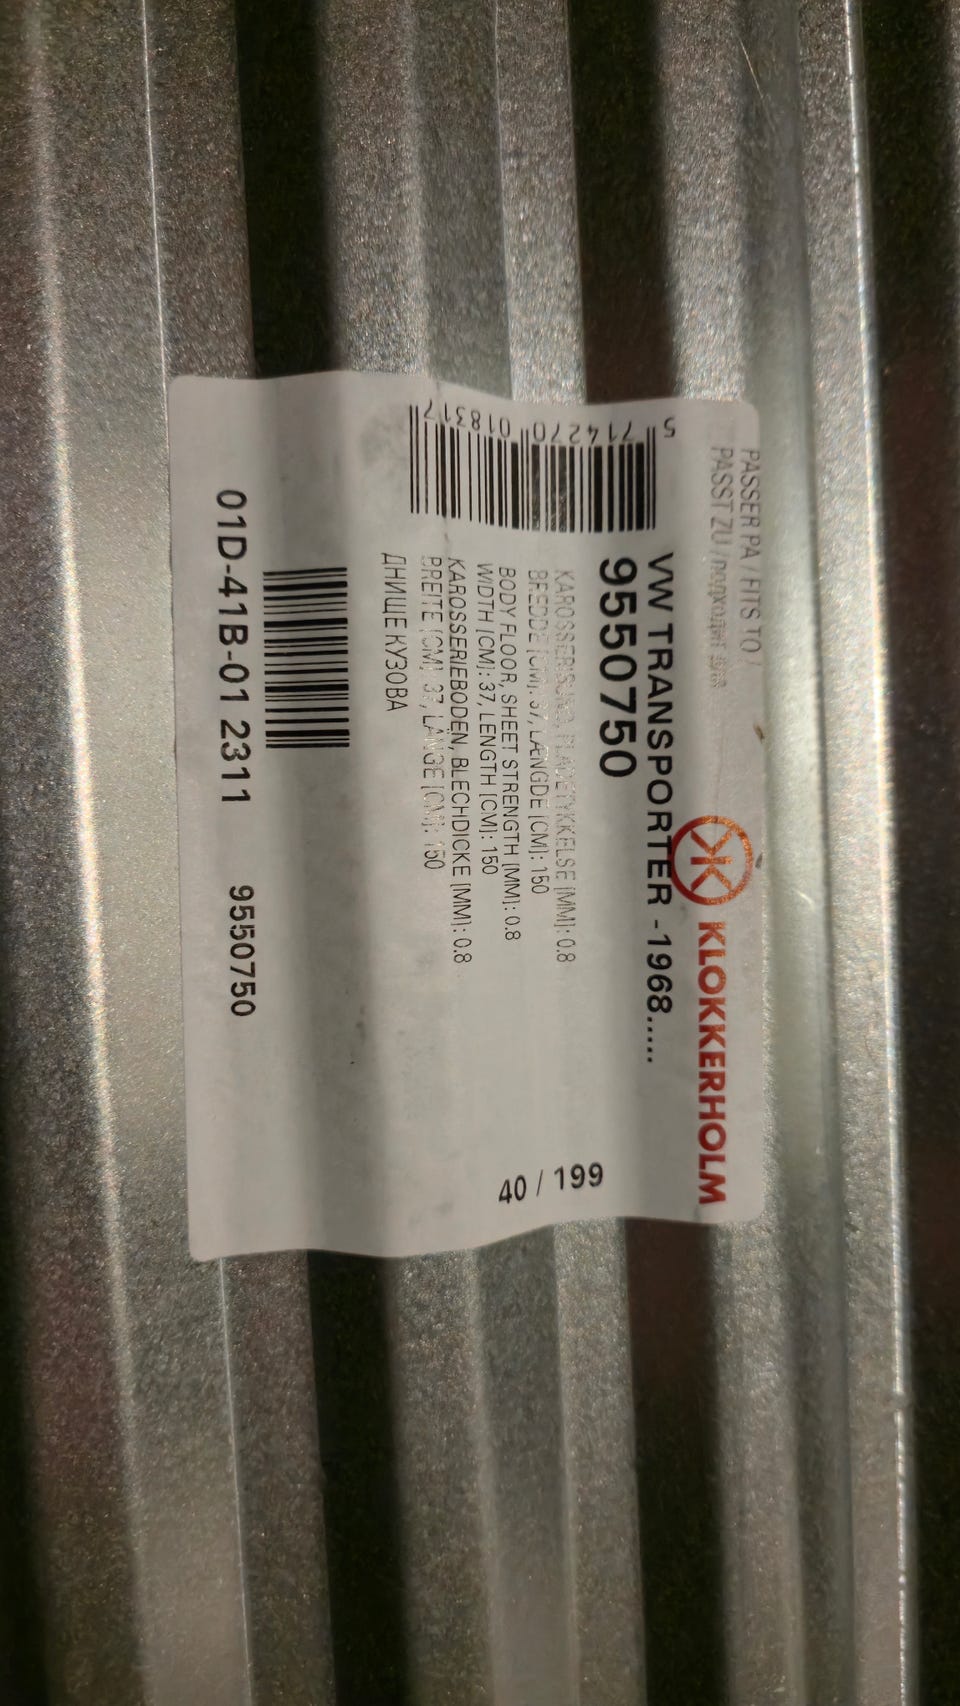 PASSER PA / FITS TO /
PASST ZU / подходит для
KLOKKERHOLM
VW TRANSPORTER -1968.....
9550750
5 714270 018317
KAROSSERIBUND, PLADETYKKELSE [MM]: 0.8
BREDDE [CM]: 37, LÆNGDE [CM]: 150
BODY FLOOR, SHEET STRENGTH [MM]: 0.8
WIDTH [CM]: 37, LENGTH [CM]: 150
KAROSSERIEBODEN, BLECHDICKE [MM]: 0.8
BREITE [CM]: 37, LÄNGE [CM]: 150
ДНИЩЕ КУЗОВА
40 / 199
01D-41B-01 2311 9550750